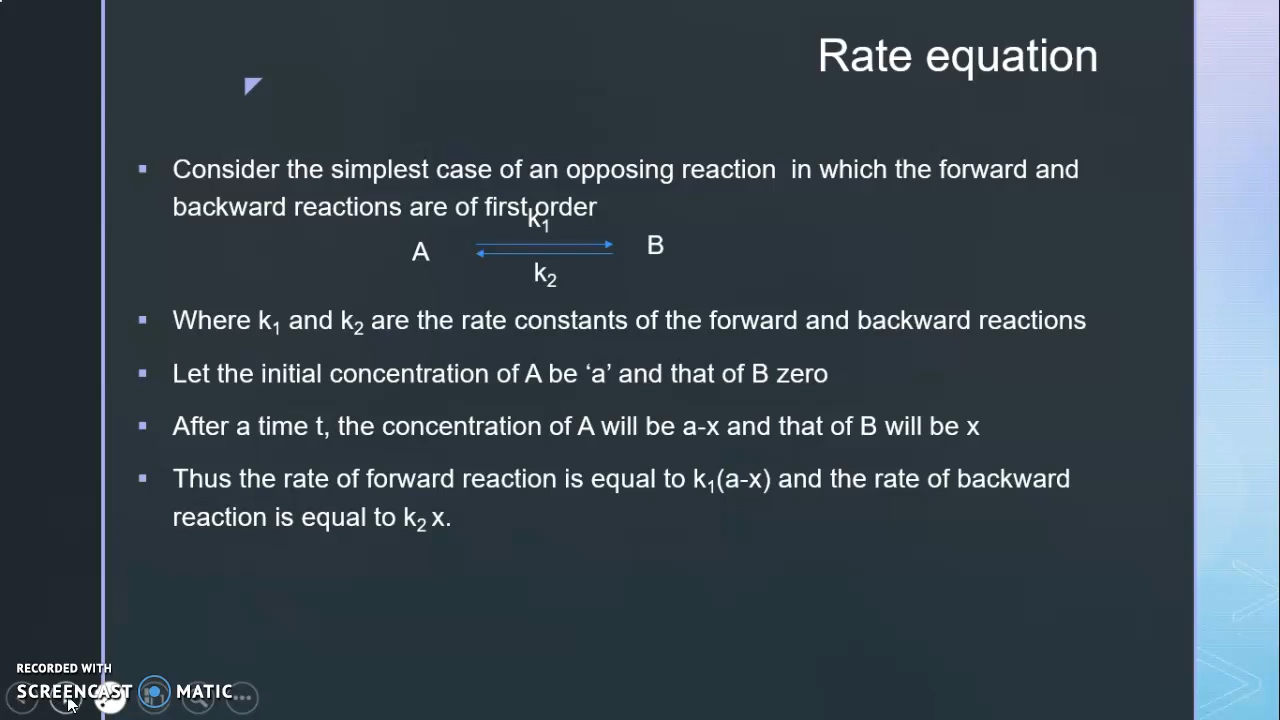 Rate equation
▪ Consider the simplest case of an opposing reaction in which the forward and
backward reactions are of first order
k₁
A B
k₂
▪ Where k₁ and k₂ are the rate constants of the forward and backward reactions
▪ Let the initial concentration of A be ‘a’ and that of B zero
▪ After a time t, the concentration of A will be a-x and that of B will be x
▪ Thus the rate of forward reaction is equal to k₁(a-x) and the rate of backward
reaction is equal to k₂ x.
RECORDED WITH
SCREENCAST MATIC